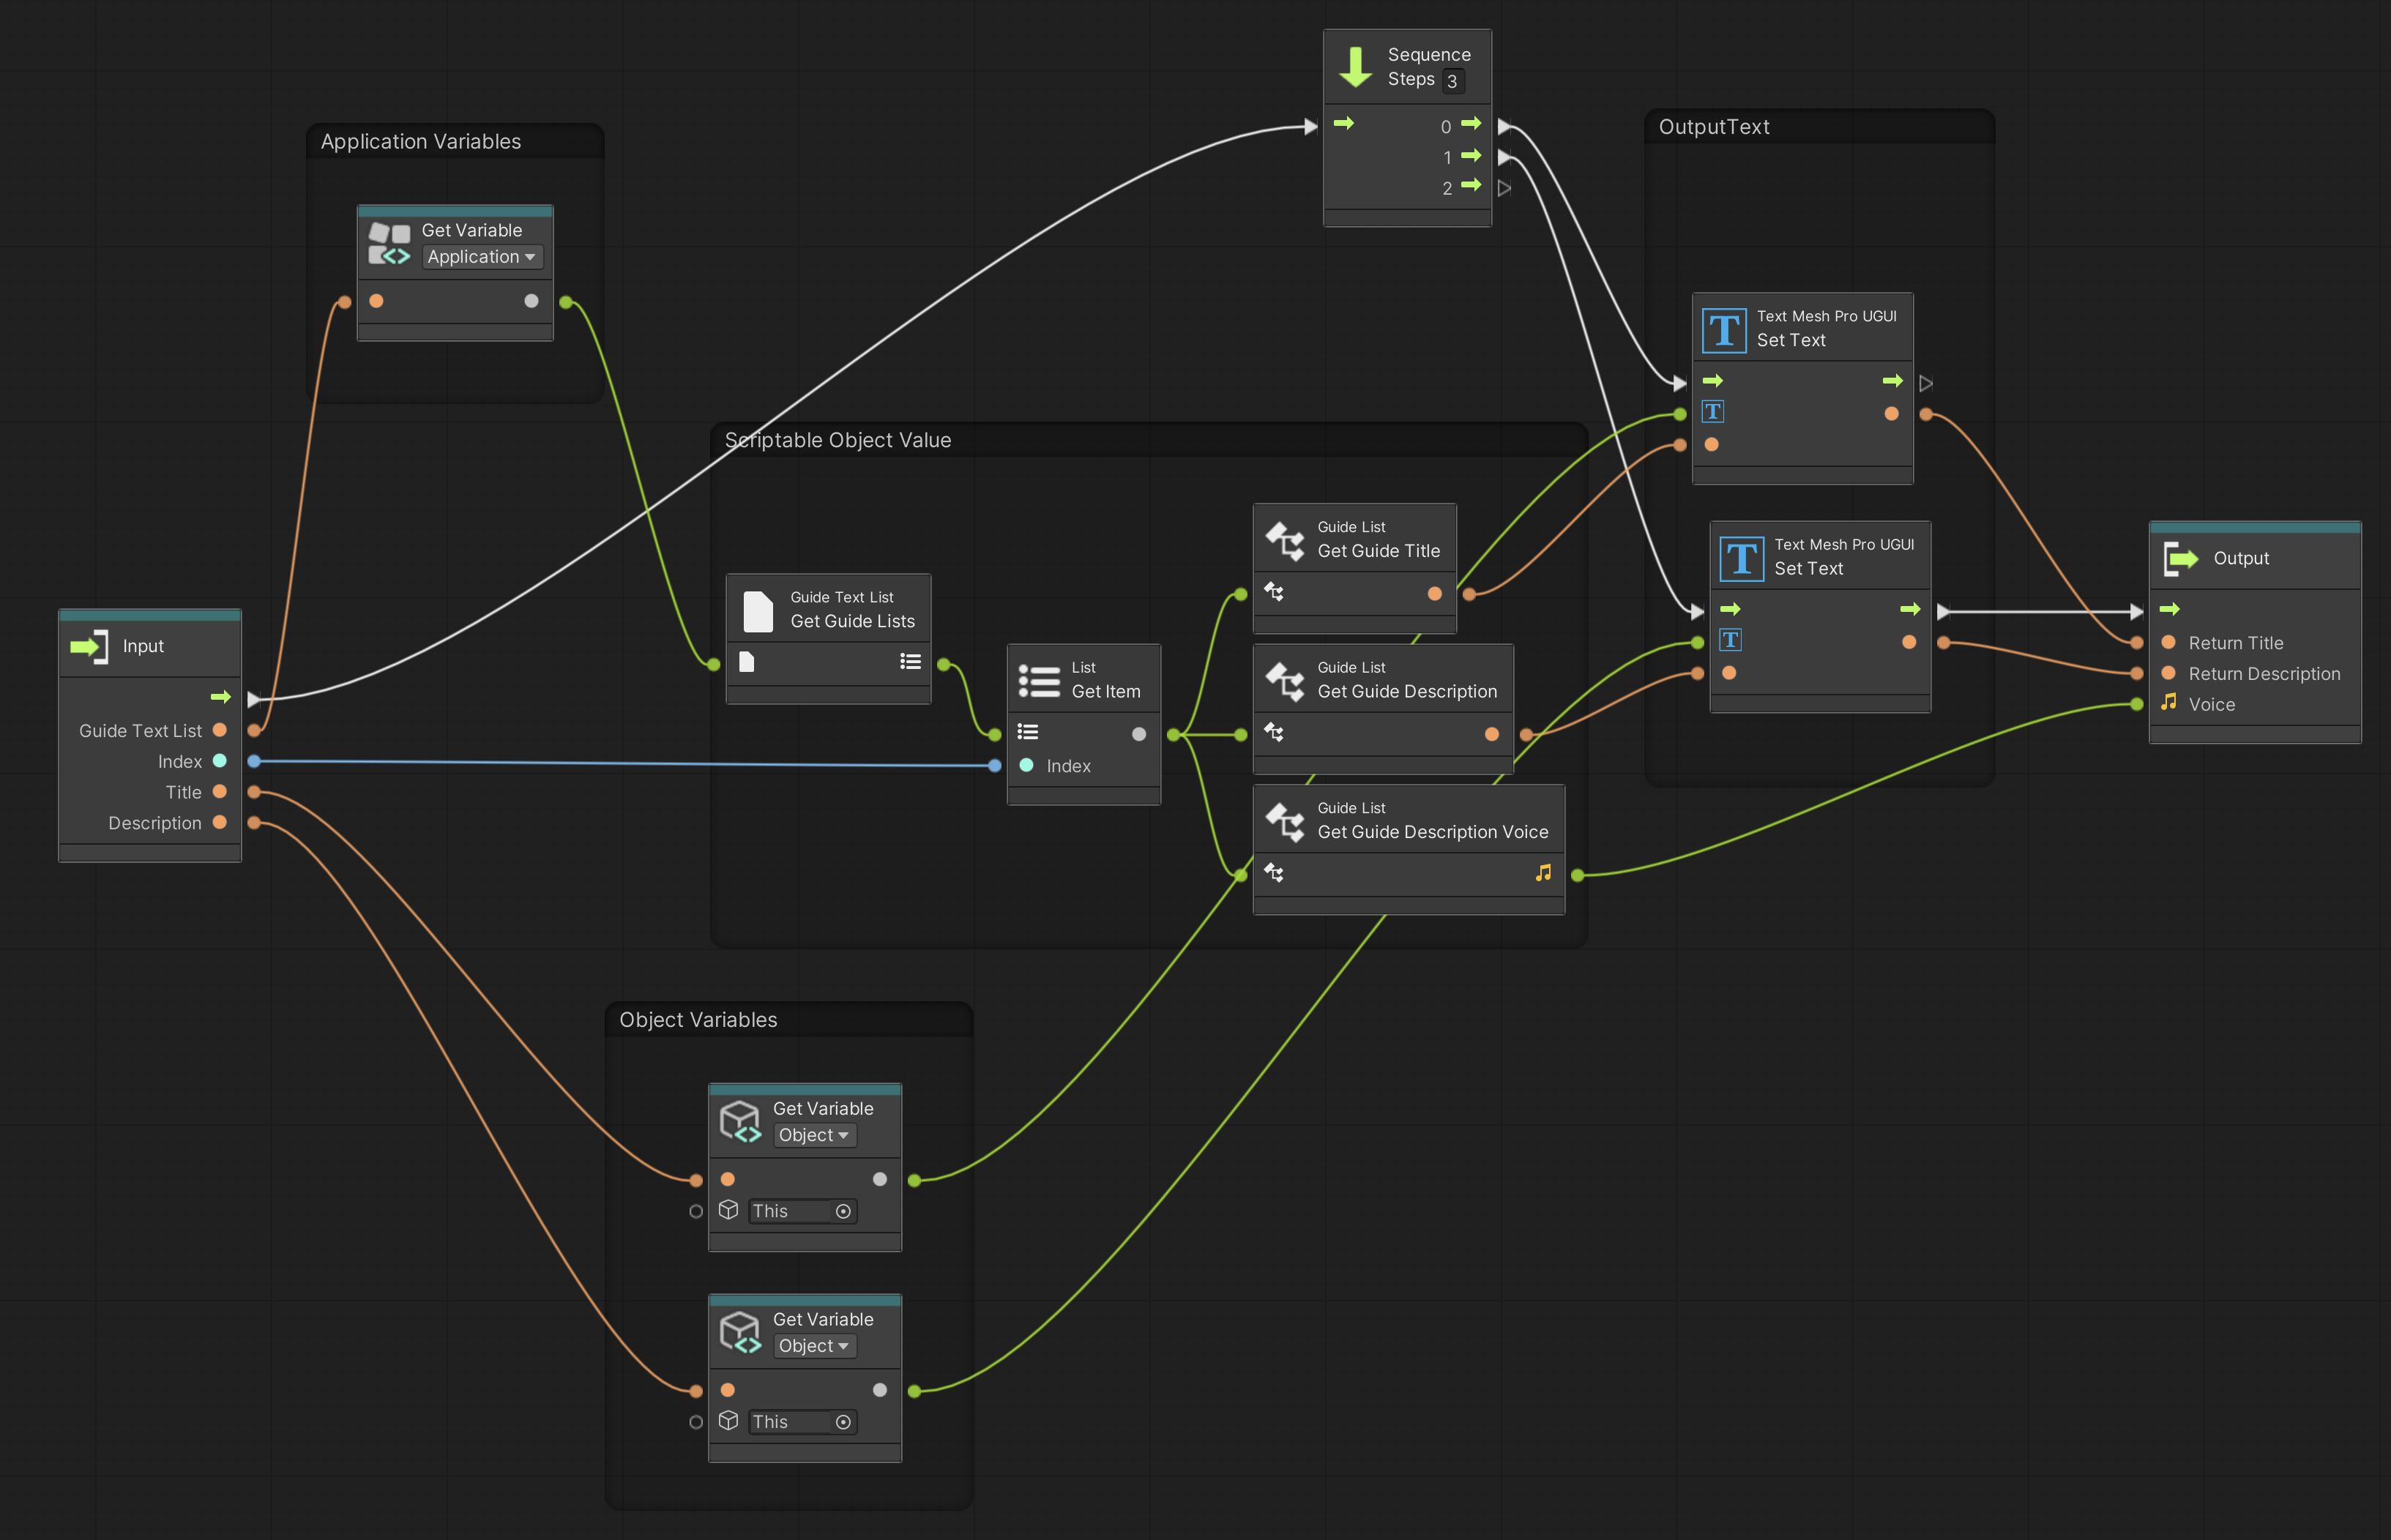 Sequence
Steps 3
0
1
2
Application Variables
Get Variable
Application
OutputText
Text Mesh Pro UGUI
Set Text
Scriptable Object Value
Guide List
Get Guide Title
Text Mesh Pro UGUI
Set Text
Output
Return Title
Return Description
Voice
Guide Text List
Get Guide Lists
Input
Guide Text List
Index
Title
Description
List
Get Item
Index
Guide List
Get Guide Description
Guide List
Get Guide Description Voice
Object Variables
Get Variable
Object
This
Get Variable
Object
This